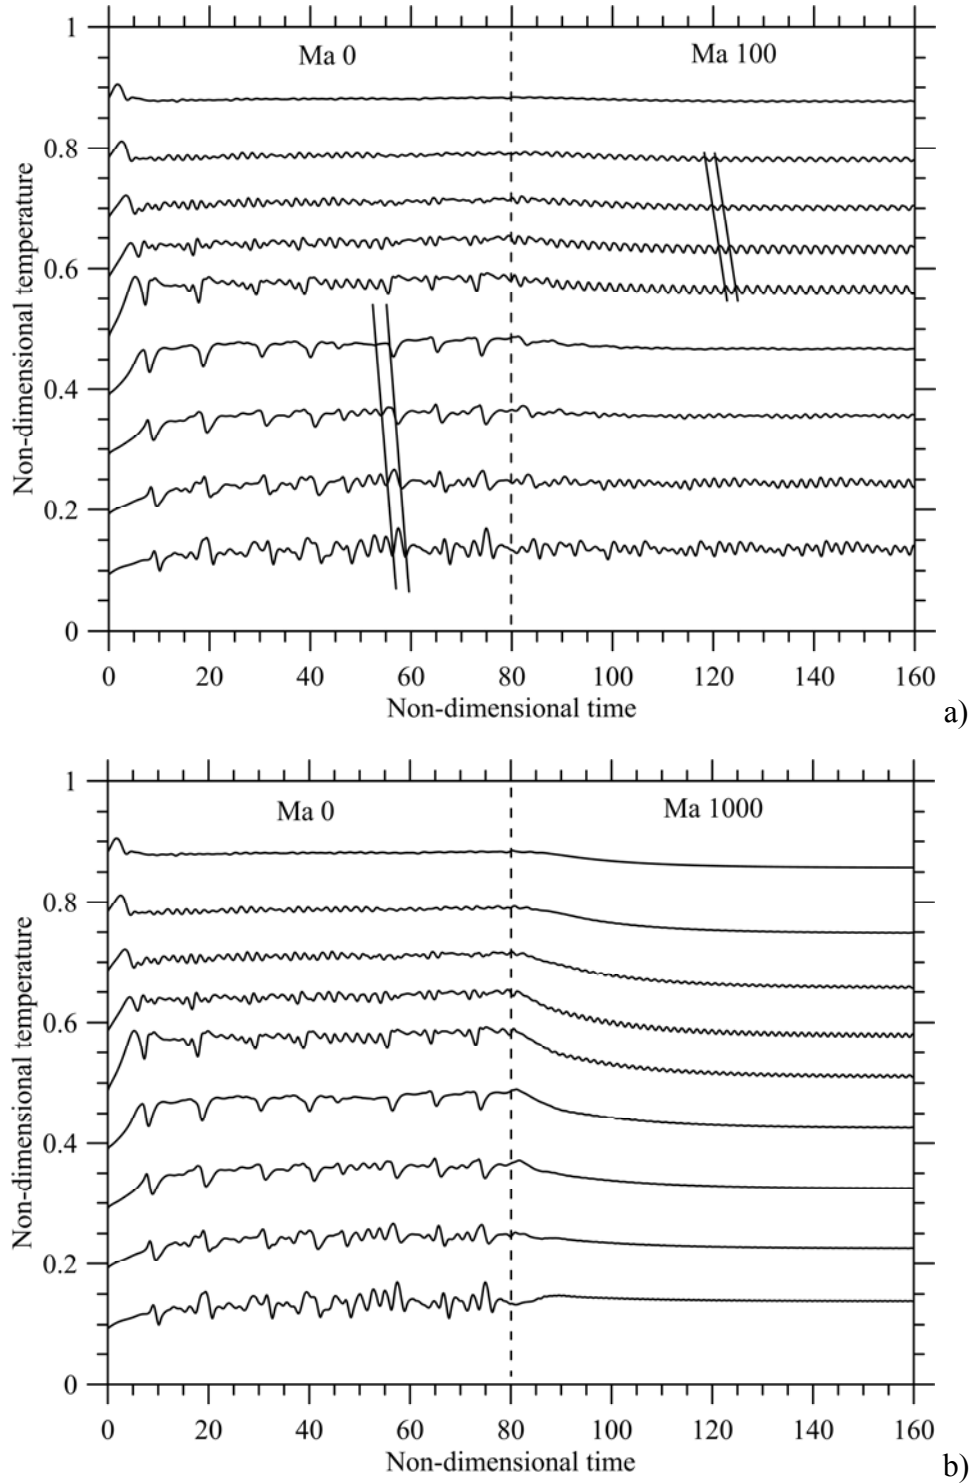 1
Ma 0 Ma 100
0.8
0.6
0.4
0.2
0
Non-dimensional temperature
0 20 40 60 80 100 120 140 160
Non-dimensional time
a)
1
Ma 0 Ma 1000
0.8
0.6
0.4
0.2
0
Non-dimensional temperature
0 20 40 60 80 100 120 140 160
Non-dimensional time
b)